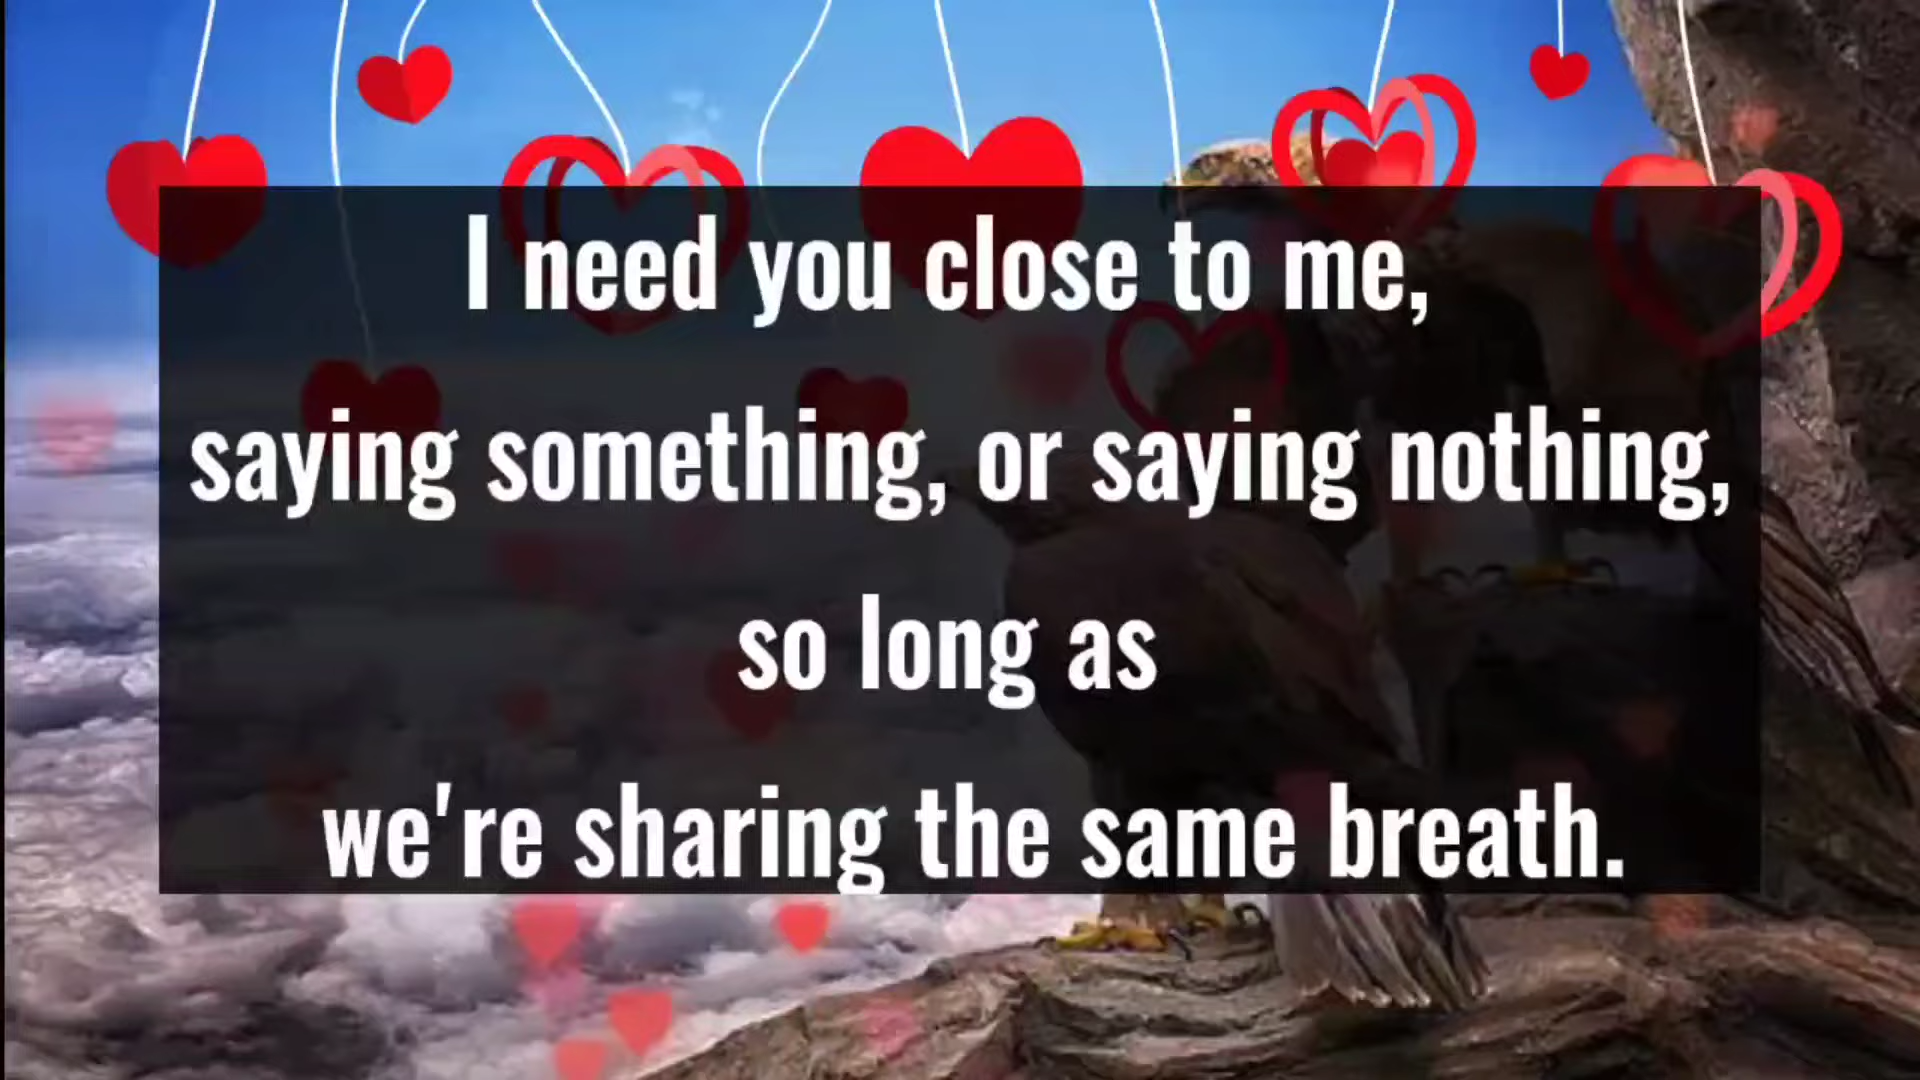 I need you close to me,
saying something, or saying nothing,
so long as
we're sharing the same breath.